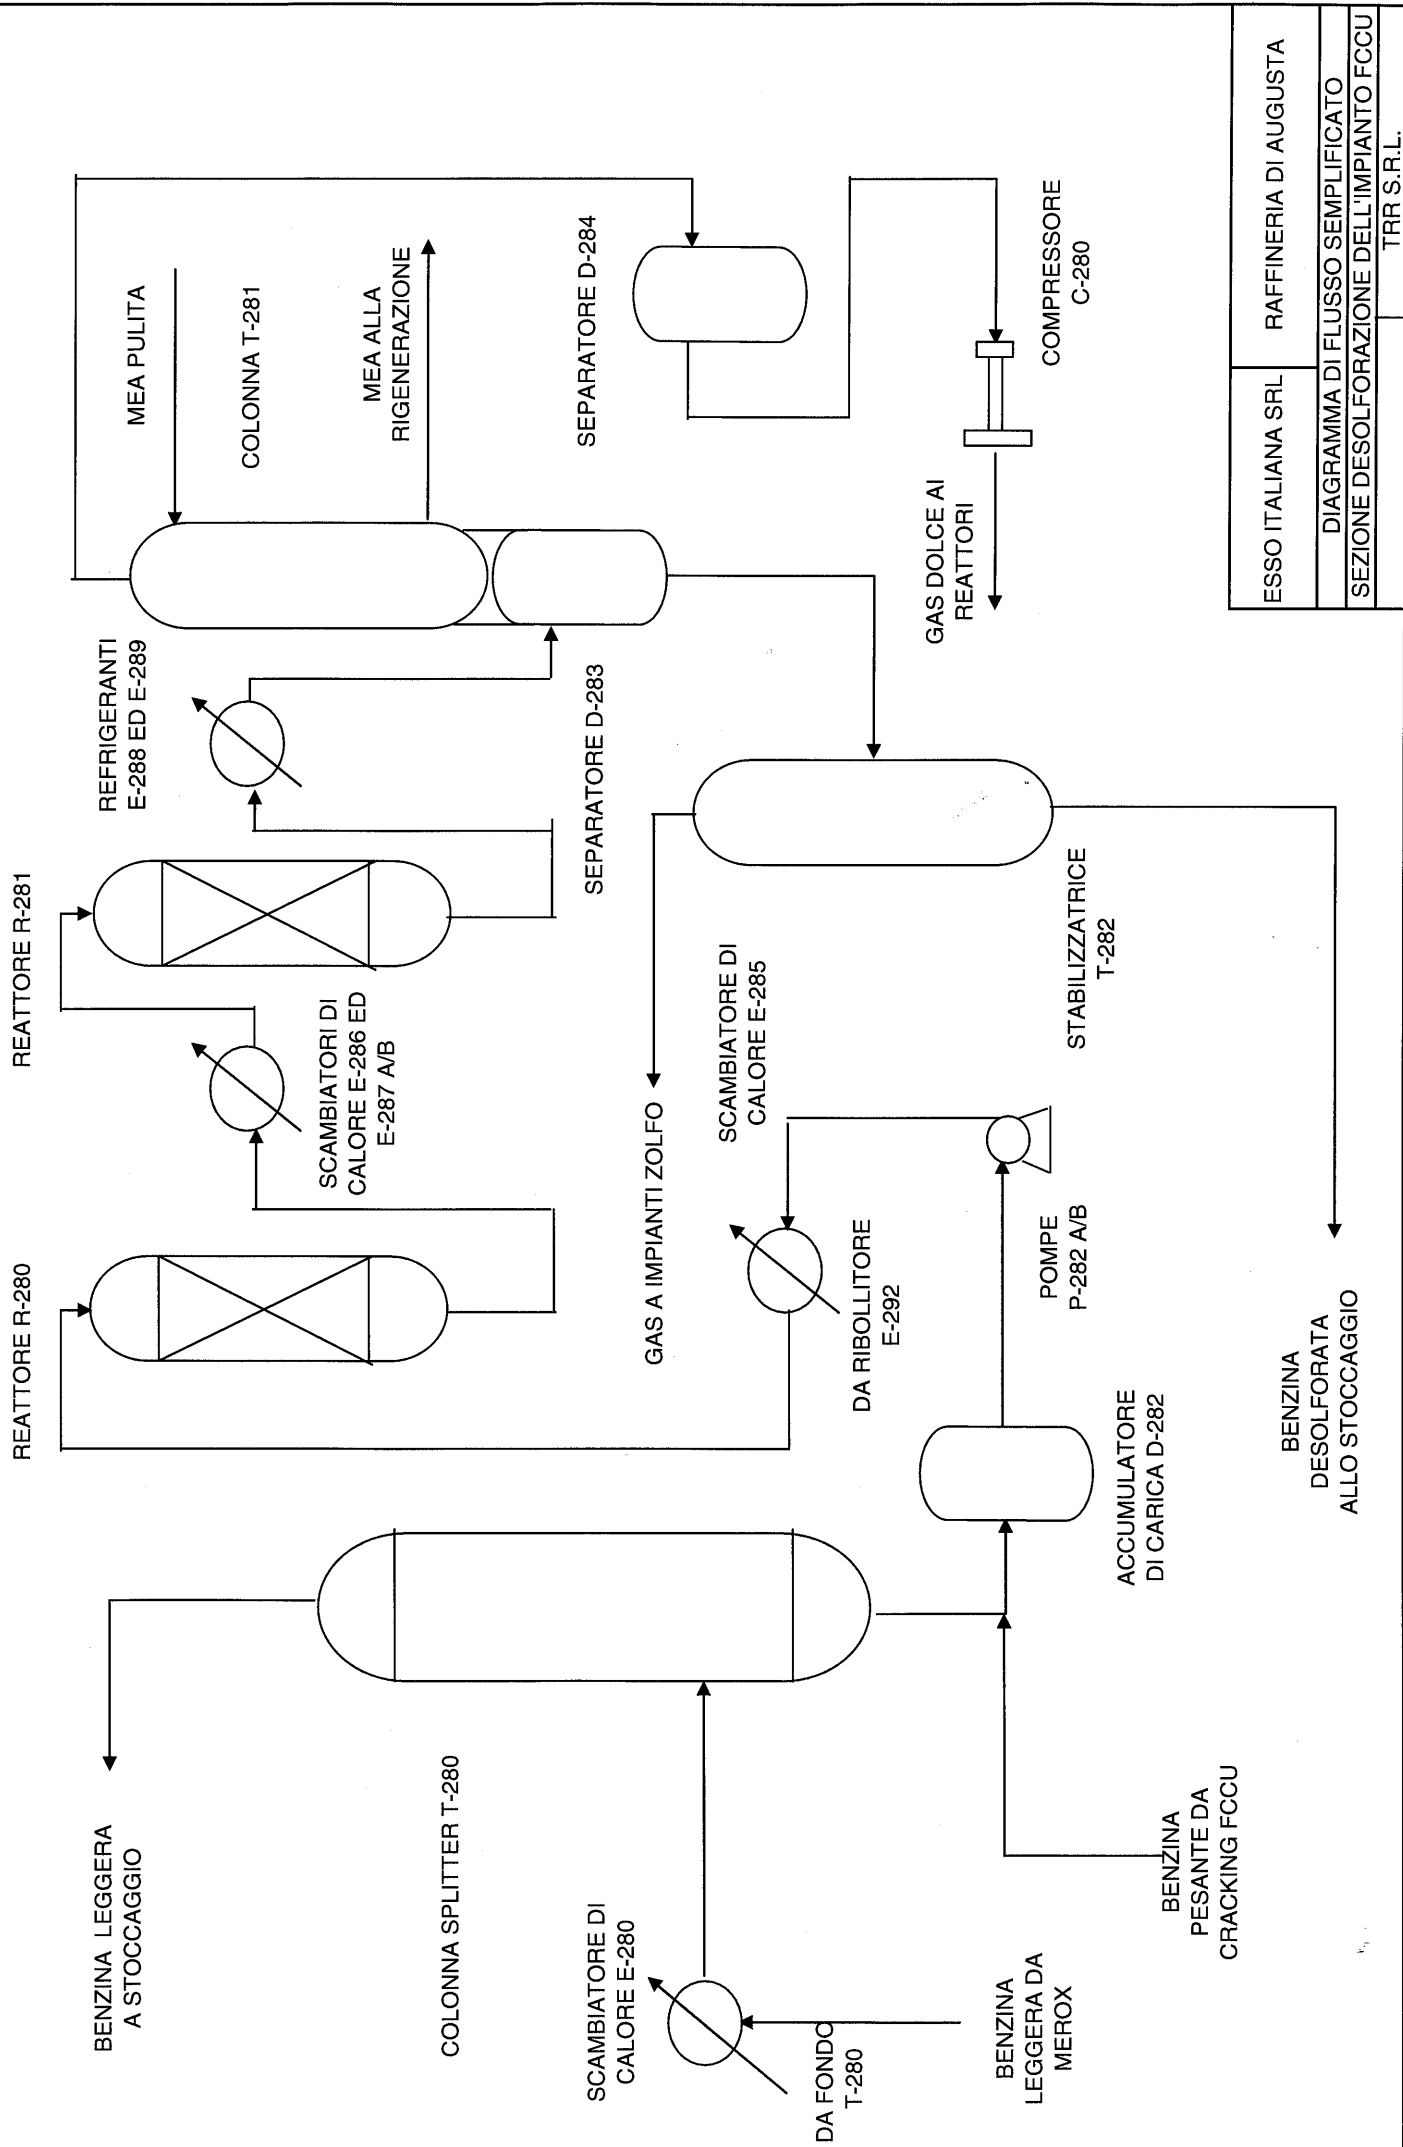 REATTORE R-280
REATTORE R-281
BENZINA LEGGERA
A STOCCAGGIO
REFRIGERANTI
E-288 ED E-289
MEA PULITA
COLONNA T-281
SCAMBIATORI DI
CALORE E-286 ED
E-287 A/B
MEA ALLA
RIGENERAZIONE
COLONNA SPLITTER T-280
SCAMBIATORE DI
CALORE E-280
SEPARATORE D-283
SEPARATORE D-284
GAS A IMPIANTI ZOLFO
SCAMBIATORE DI
CALORE E-285
DA FONDO
T-280
DA RIBOLLITORE
E-292
GAS DOLCE AI
REATTORI
BENZINA
LEGGERA DA
MEROX
POMPE
P-282 A/B
STABILIZZATRICE
T-282
COMPRESSORE
C-280
ACCUMULATORE
DI CARICA D-282
BENZINA
PESANTE DA
CRACKING FCCU
BENZINA
DESOLFORATA
ALLO STOCCAGGIO
ESSO ITALIANA SRL
RAFFINERIA DI AUGUSTA
DIAGRAMMA DI FLUSSO SEMPLIFICATO
SEZIONE DESOLFORAZIONE DELL'IMPIANTO FCCU
TRR S.R.L.